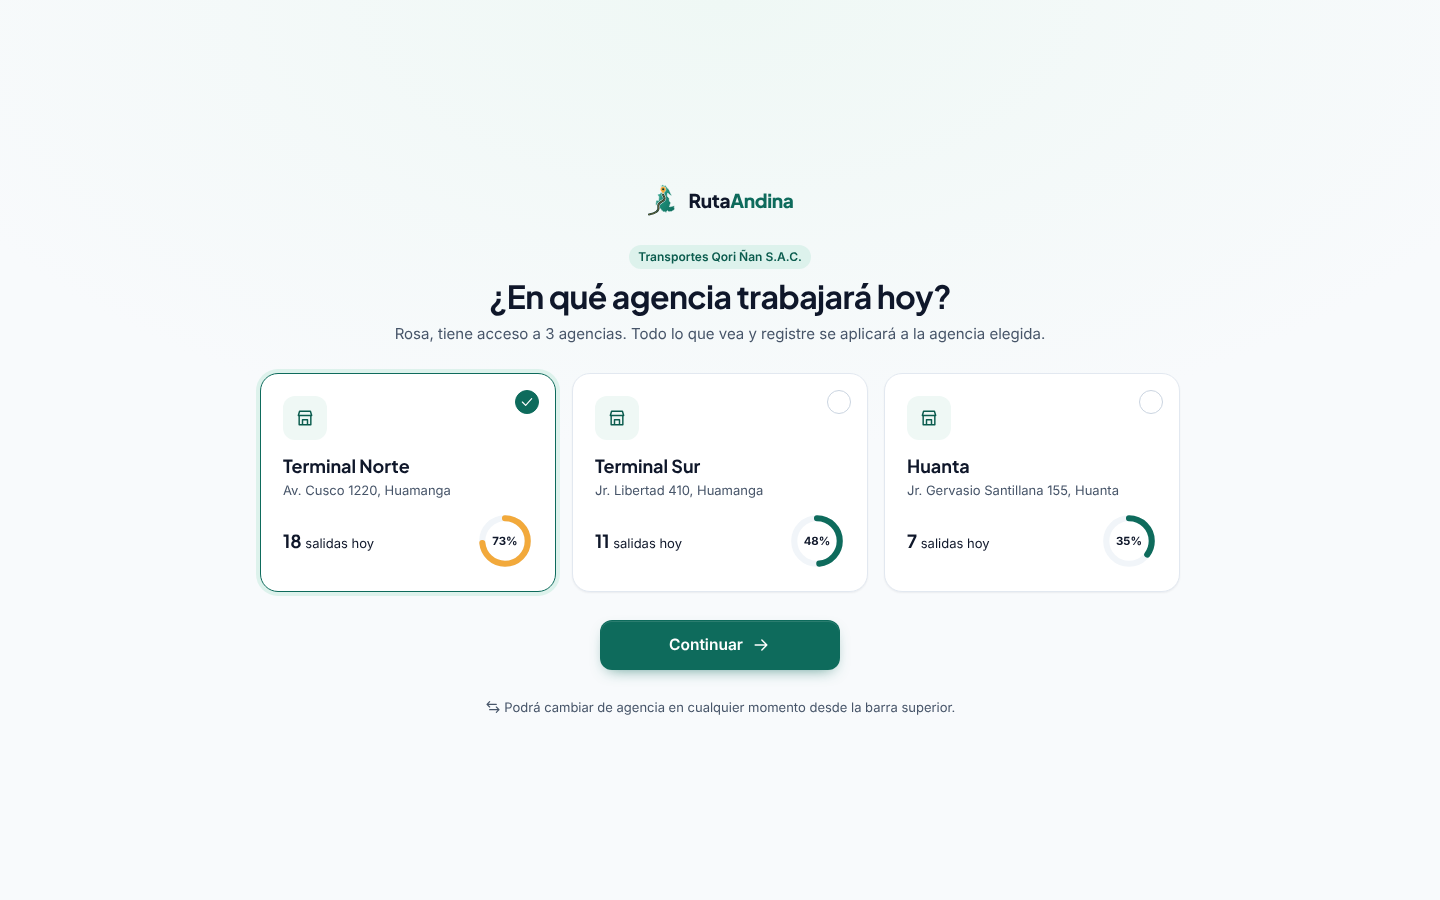 RutaAndina
Transportes Qori Ñan S.A.C.
¿En qué agencia trabajará hoy?
Rosa, tiene acceso a 3 agencias. Todo lo que vea y registre se aplicará a la agencia elegida.
Terminal Norte
Av. Cusco 1220, Huamanga
18 salidas hoy
73%
Terminal Sur
Jr. Libertad 410, Huamanga
11 salidas hoy
48%
Huanta
Jr. Gervasio Santillana 155, Huanta
7 salidas hoy
35%
Continuar
Podrá cambiar de agencia en cualquier momento desde la barra superior.